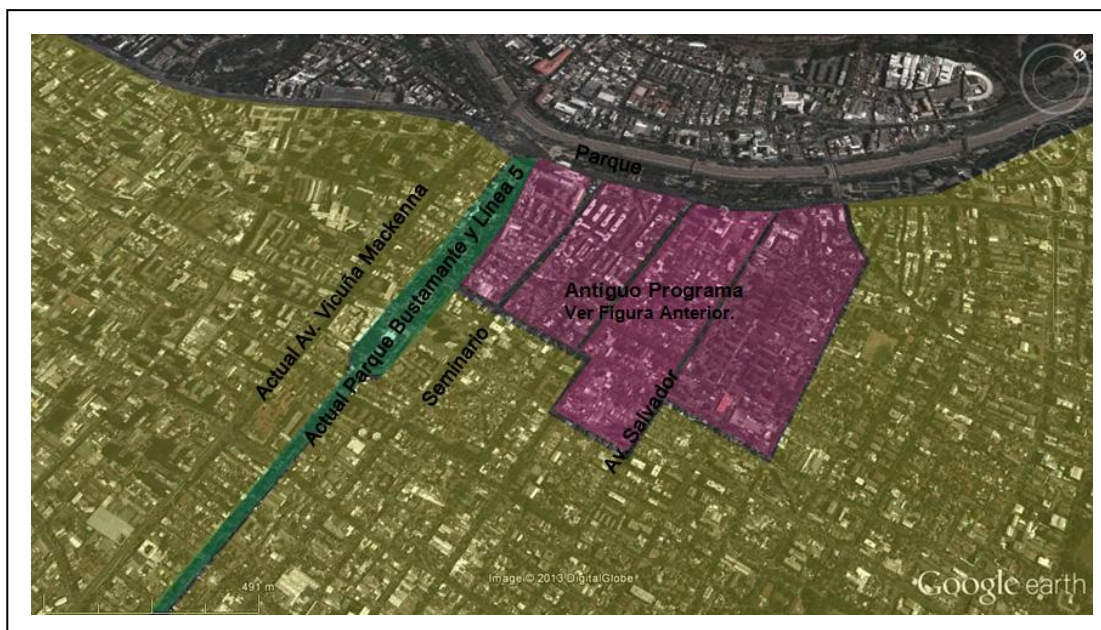 N
Parque
Actual Av. Vicuña Mackenna
Actual Parque Bustamante y Línea 5
Antiguo Programa
Ver Figura Anterior.
Seminario
Av. Salvador
491 m
Image © 2013 DigitalGlobe
Google earth